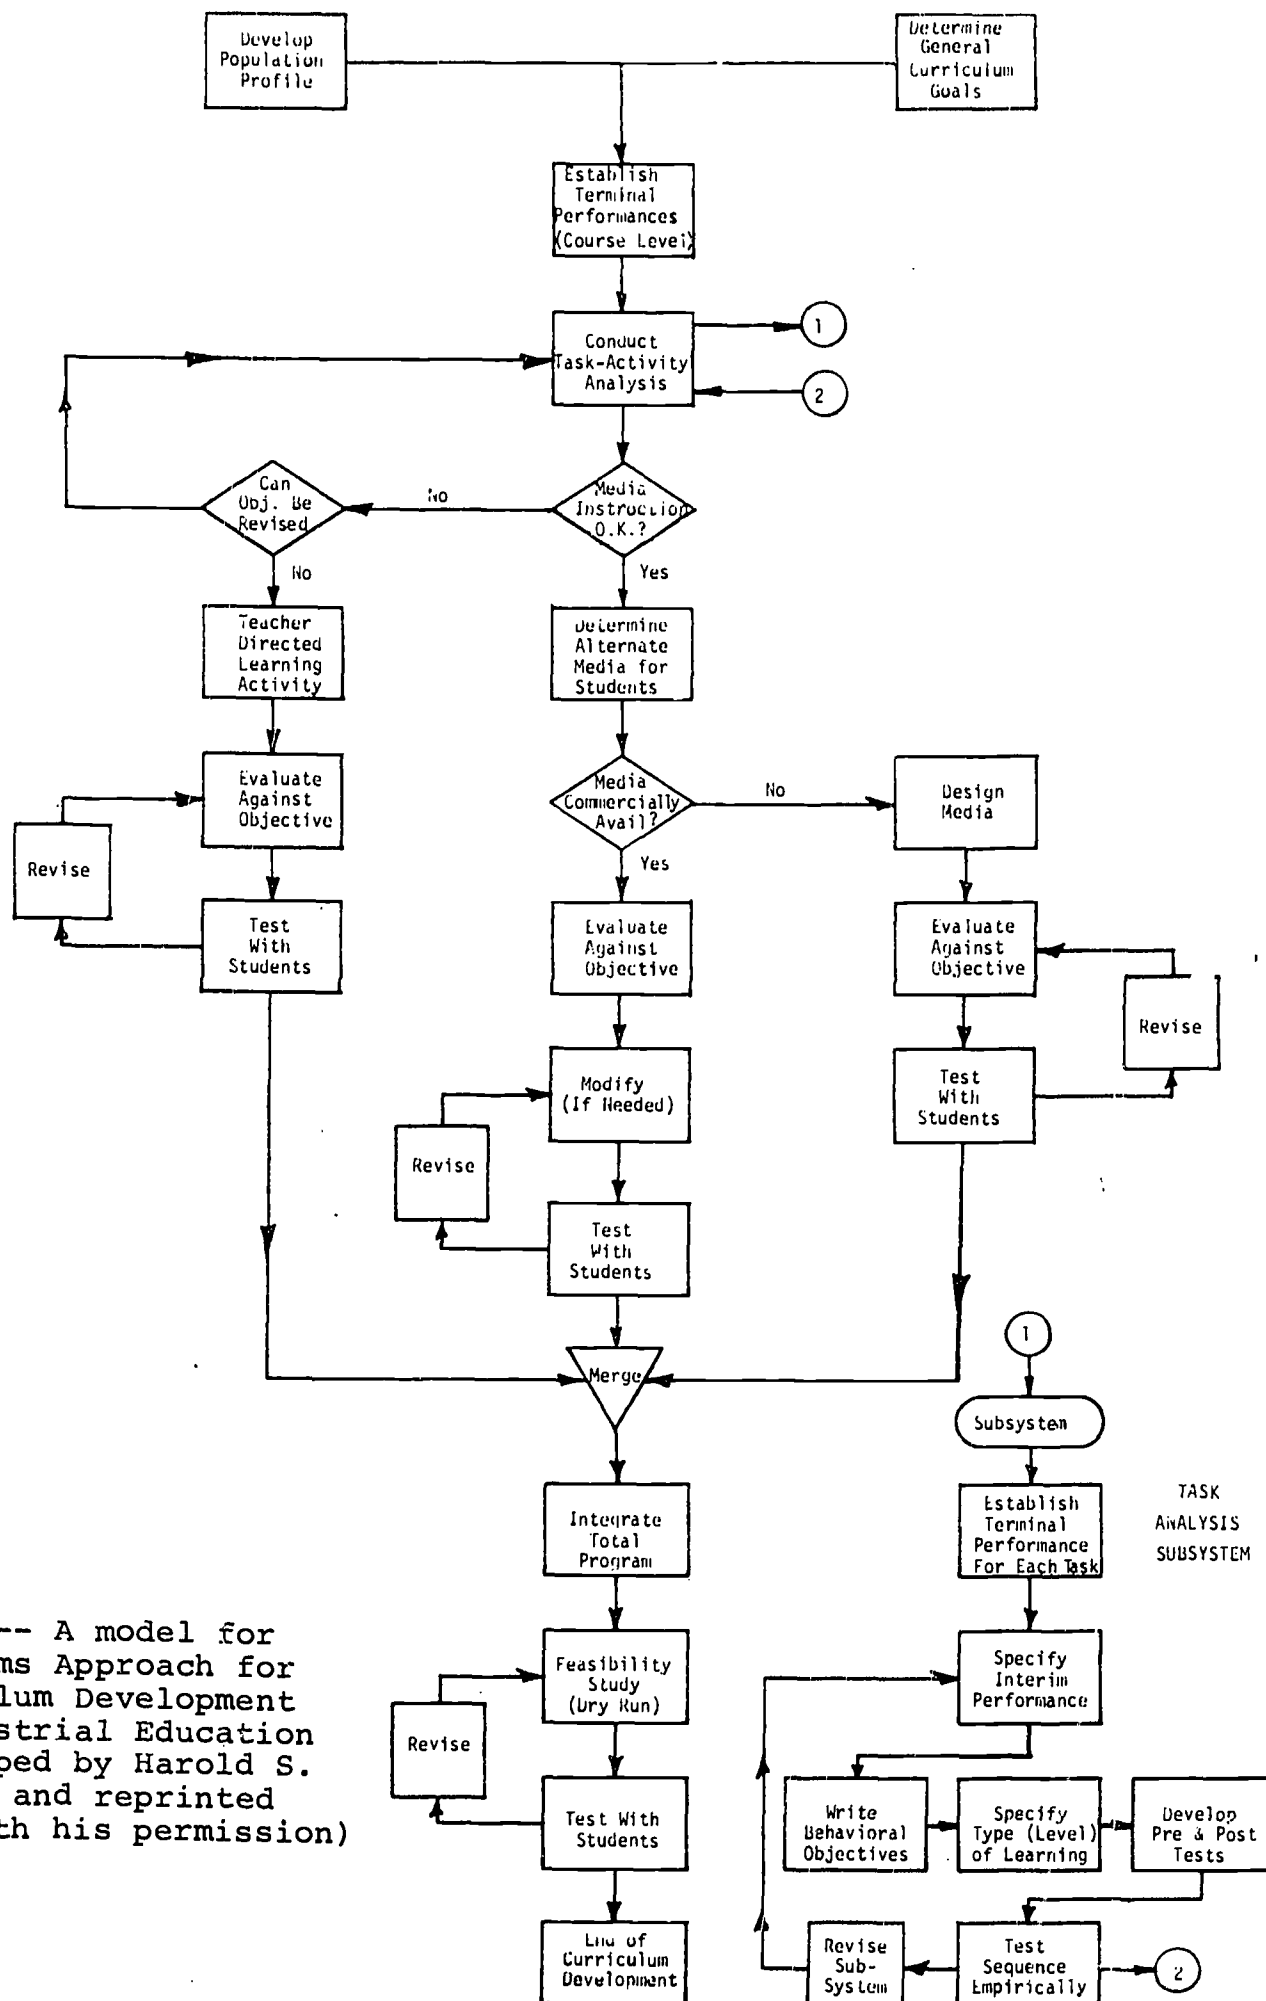 Develop
Population
Profile
Determine
General
Curriculum
Goals
Establish
Terminal
Performances
(Course Level)
Conduct
Task-Activity
Analysis
1
2
Can
Obj. Be
Revised
No
Media
Instruction
O.K.?
No
Yes
Teacher
Directed
Learning
Activity
Determine
Alternate
Media for
Students
Evaluate
Against
Objective
Media
Commercially
Avail?
No
Design
Media
Revise
Yes
Test
With
Students
Evaluate
Against
Objective
Evaluate
Against
Objective
Revise
Modify
(If Needed)
Test
With
Students
Revise
Test
With
Students
1
Merge
Subsystem
Integrate
Total
Program
Establish
Terminal
Performance
For Each Task
TASK
ANALYSIS
SUBSYSTEM
-- A model for
ms Approach for
lum Development
strial Education
ped by Harold S.
and reprinted
th his permission)
Feasibility
Study
(Dry Run)
Specify
Interim
Performance
Revise
Test With
Students
Write
Behavioral
Objectives
Specify
Type (Level)
of Learning
Develop
Pre & Post
Tests
End of
Curriculum
Development
Revise
Sub-
System
Test
Sequence
Empirically
2